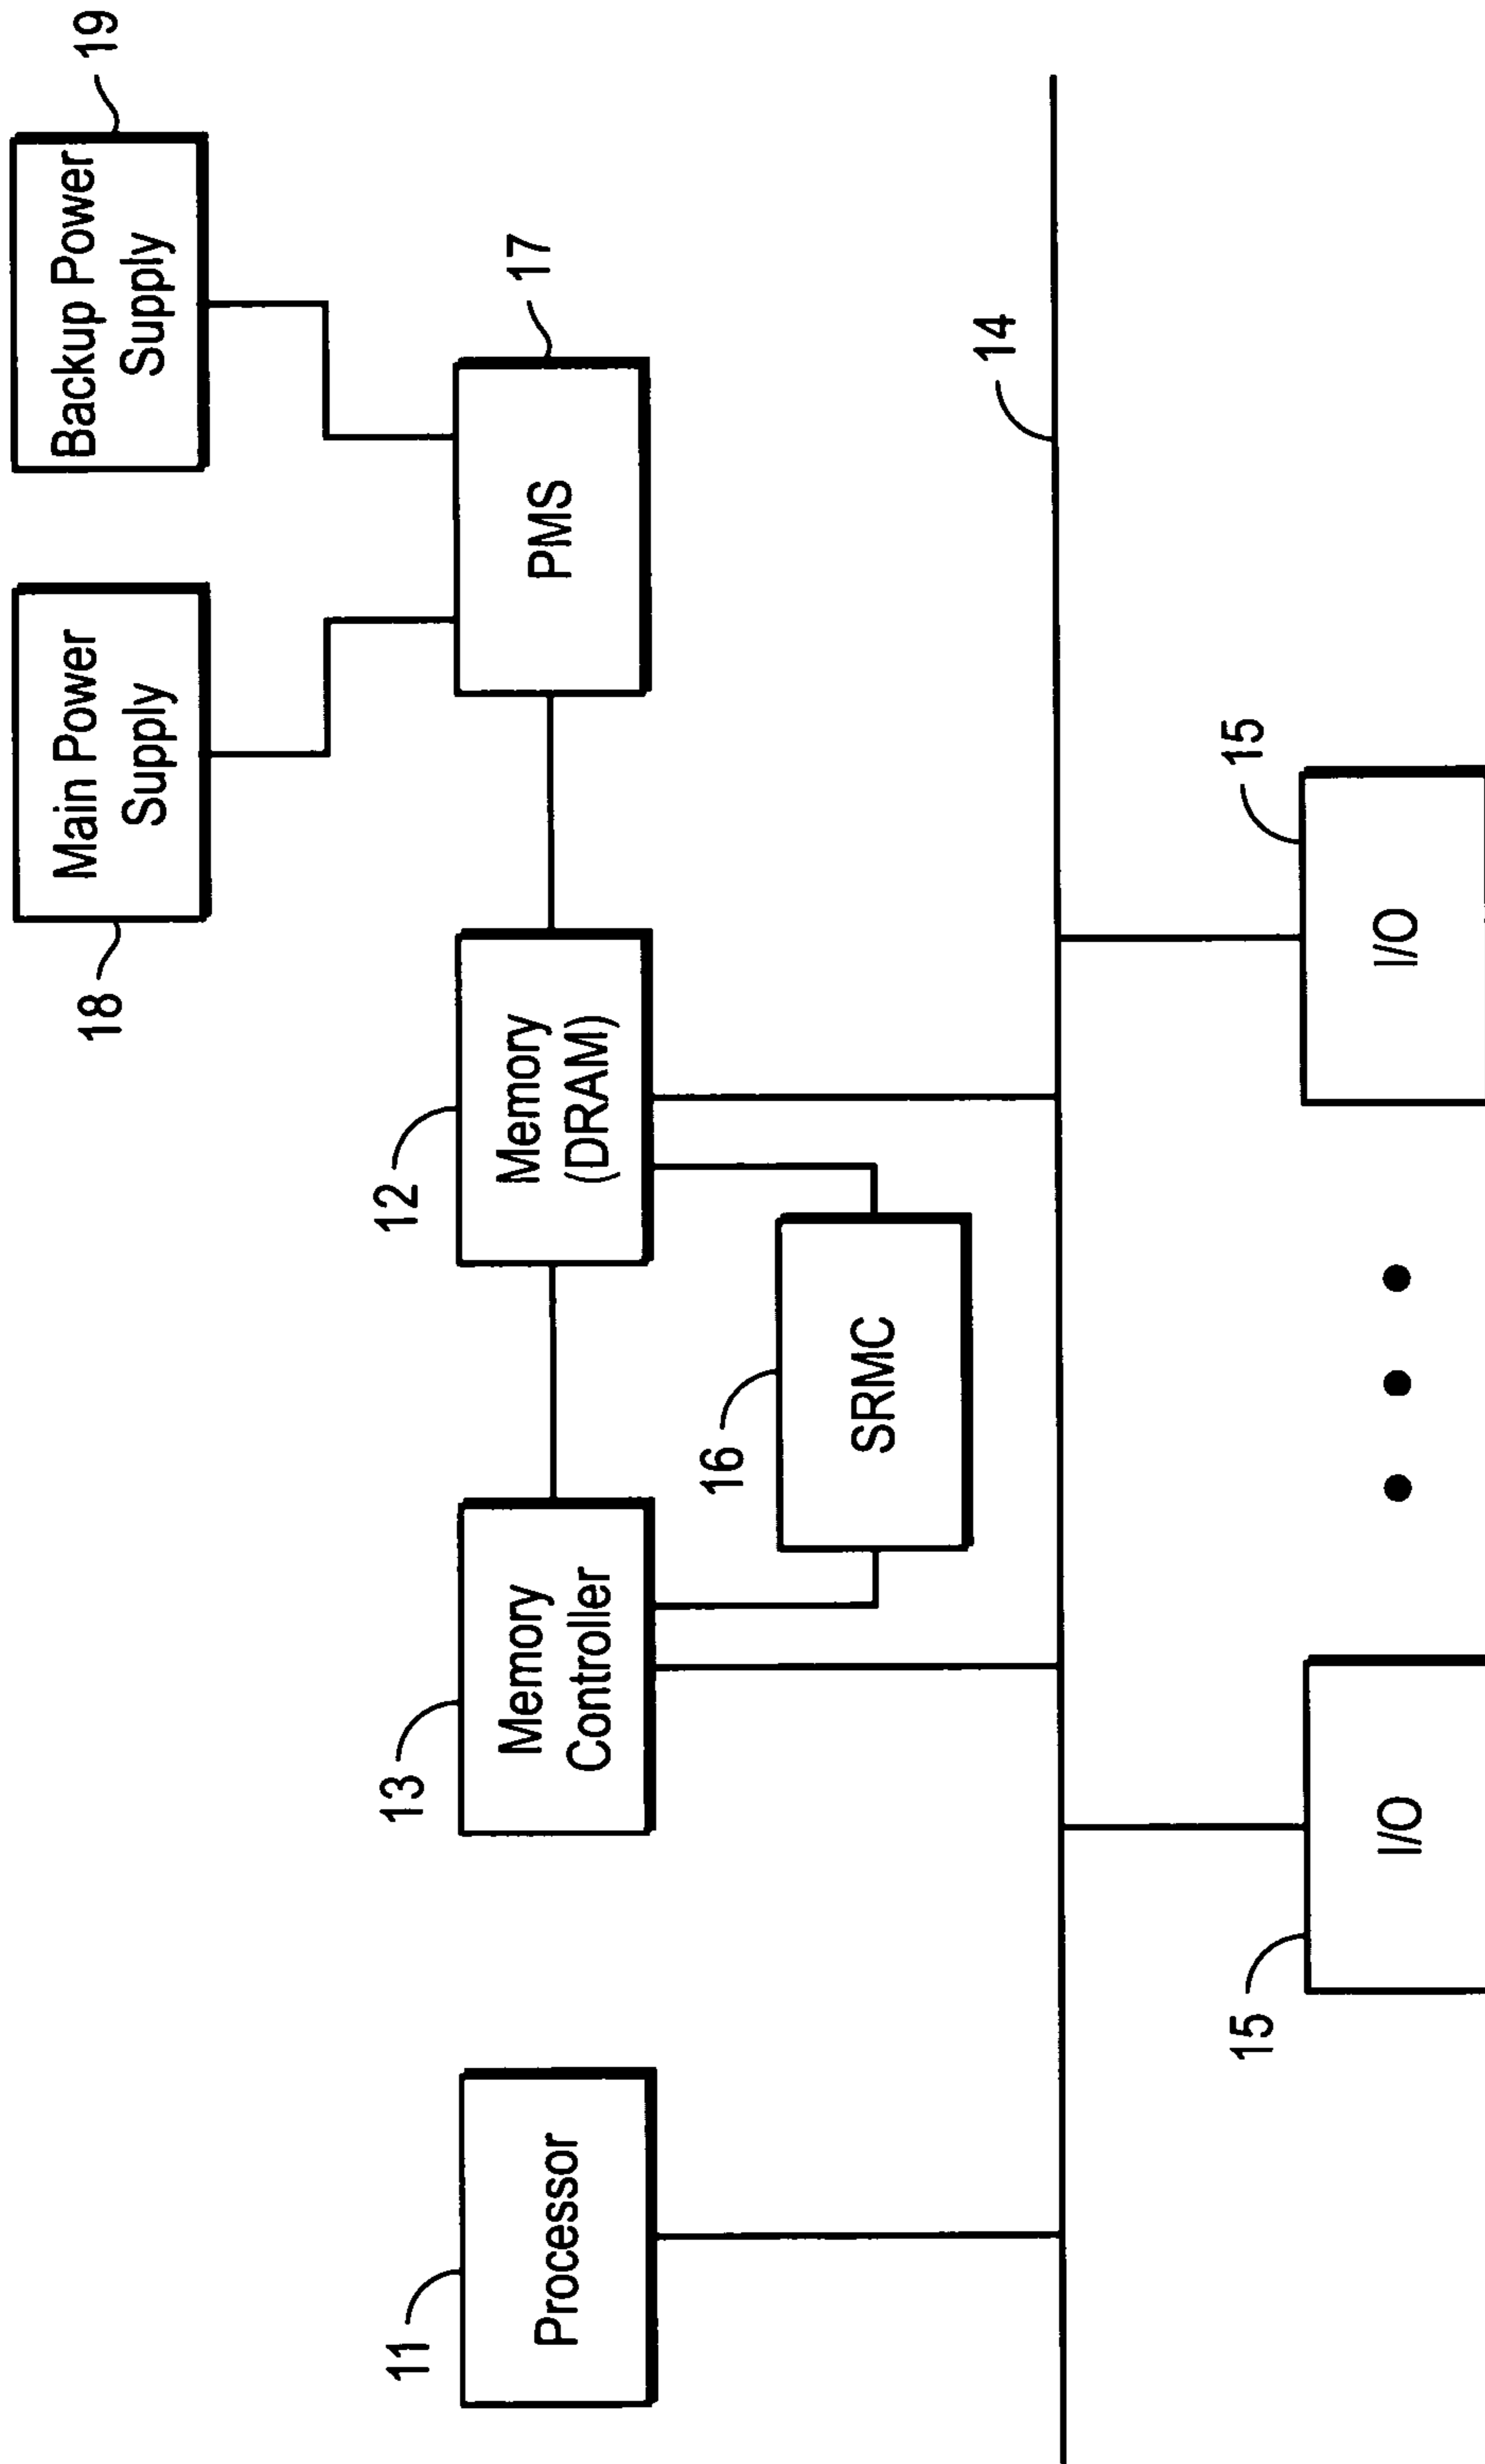 18
Main Power
Supply
Backup Power
Supply
19
11
Processor
13
Memory
Controller
12
Memory
(DRAM)
PMS
17
16
SRMC
14
15
I/O
I/O
15